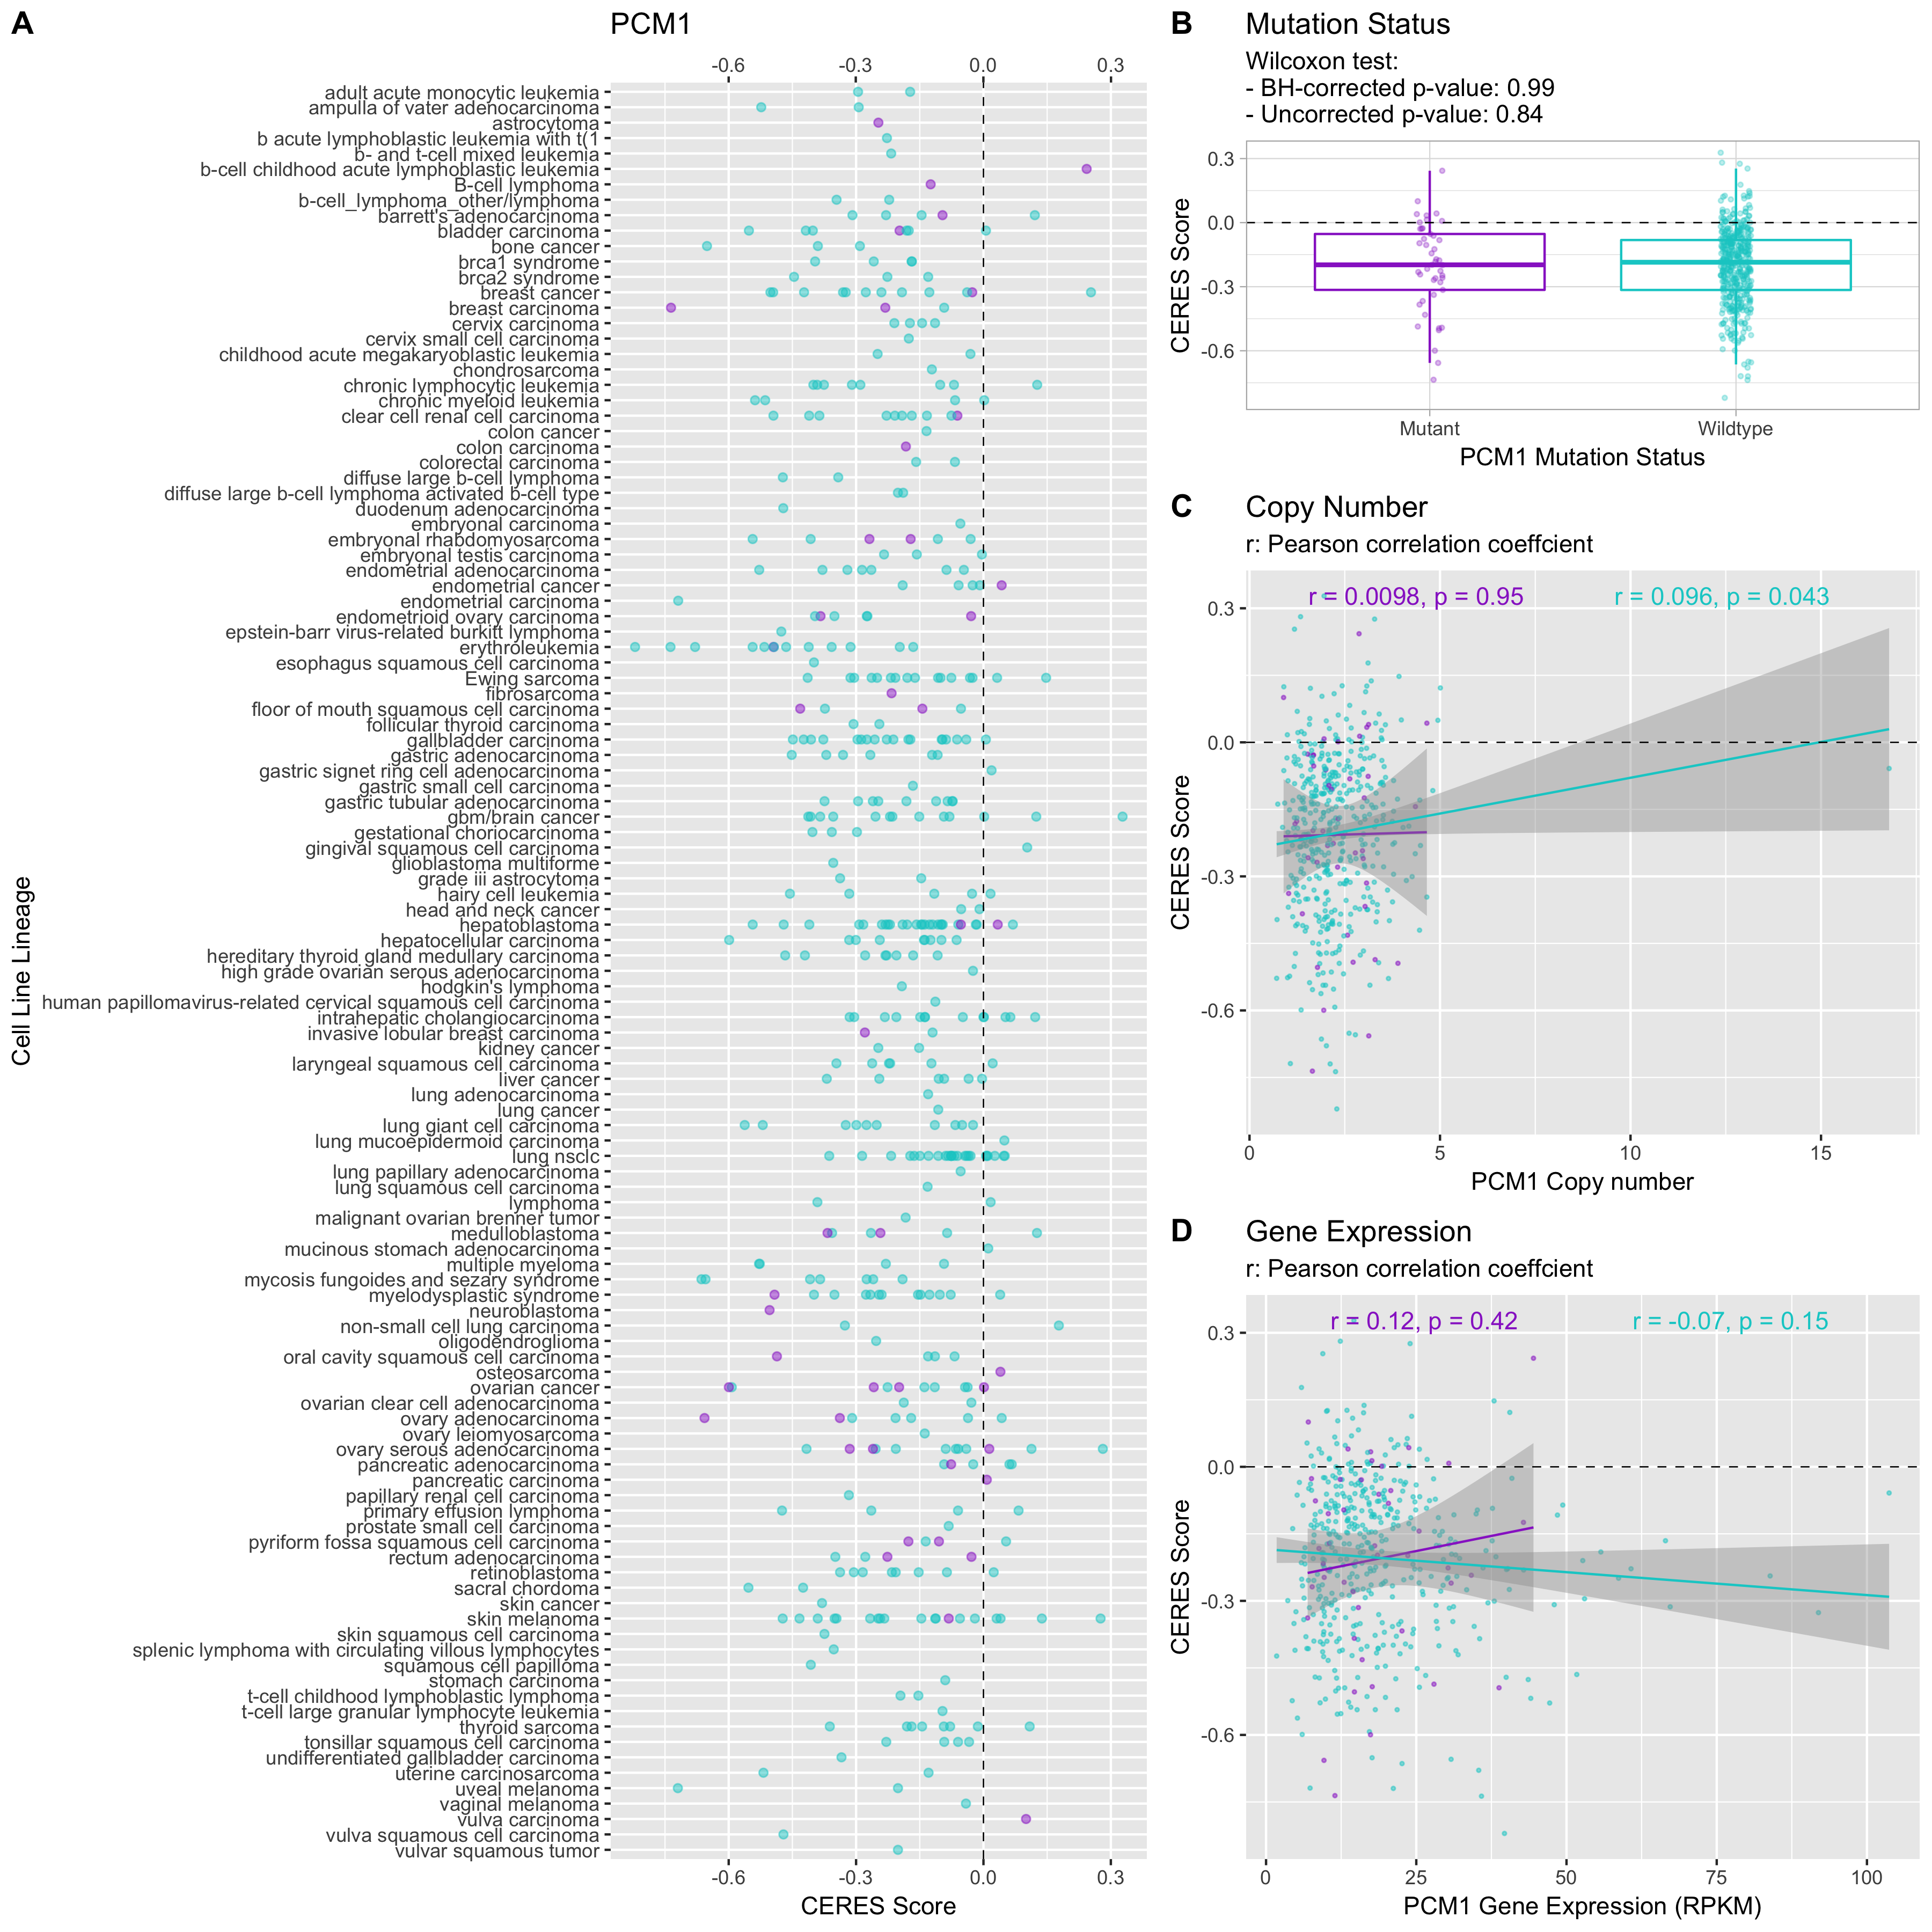 A
PCM1
-0.6 -0.3 0.0 0.3
Cell Line Lineage
adult acute monocytic leukemia
ampulla of vater adenocarcinoma
astrocytoma
b acute lymphoblastic leukemia with t(1
b- and t-cell mixed leukemia
b-cell childhood acute lymphoblastic leukemia
B-cell lymphoma
b-cell_lymphoma_other/lymphoma
barrett's adenocarcinoma
bladder carcinoma
bone cancer
brca1 syndrome
brca2 syndrome
breast cancer
breast carcinoma
cervix carcinoma
cervix small cell carcinoma
childhood acute megakaryoblastic leukemia
chondrosarcoma
chronic lymphocytic leukemia
chronic myeloid leukemia
clear cell renal cell carcinoma
colon cancer
colon carcinoma
colorectal carcinoma
diffuse large b-cell lymphoma
diffuse large b-cell lymphoma activated b-cell type
duodenum adenocarcinoma
embryonal carcinoma
embryonal rhabdomyosarcoma
embryonal testis carcinoma
endometrial adenocarcinoma
endometrial cancer
endometrial carcinoma
endometrioid ovary carcinoma
epstein-barr virus-related burkitt lymphoma
erythroleukemia
esophagus squamous cell carcinoma
Ewing sarcoma
fibrosarcoma
floor of mouth squamous cell carcinoma
follicular thyroid carcinoma
gallbladder carcinoma
gastric adenocarcinoma
gastric signet ring cell adenocarcinoma
gastric small cell carcinoma
gastric tubular adenocarcinoma
gbm/brain cancer
gestational choriocarcinoma
gingival squamous cell carcinoma
glioblastoma multiforme
grade iii astrocytoma
hairy cell leukemia
head and neck cancer
hepatoblastoma
hepatocellular carcinoma
hereditary thyroid gland medullary carcinoma
high grade ovarian serous adenocarcinoma
hodgkin's lymphoma
human papillomavirus-related cervical squamous cell carcinoma
intrahepatic cholangiocarcinoma
invasive lobular breast carcinoma
kidney cancer
laryngeal squamous cell carcinoma
liver cancer
lung adenocarcinoma
lung cancer
lung giant cell carcinoma
lung mucoepidermoid carcinoma
lung nsclc
lung papillary adenocarcinoma
lung squamous cell carcinoma
lymphoma
malignant ovarian brenner tumor
medulloblastoma
mucinous stomach adenocarcinoma
multiple myeloma
mycosis fungoides and sezary syndrome
myelodysplastic syndrome
neuroblastoma
non-small cell lung carcinoma
oligodendroglioma
oral cavity squamous cell carcinoma
osteosarcoma
ovarian cancer
ovarian clear cell adenocarcinoma
ovary adenocarcinoma
ovary leiomyosarcoma
ovary serous adenocarcinoma
pancreatic adenocarcinoma
pancreatic carcinoma
papillary renal cell carcinoma
primary effusion lymphoma
prostate small cell carcinoma
pyriform fossa squamous cell carcinoma
rectum adenocarcinoma
retinoblastoma
sacral chordoma
skin cancer
skin melanoma
skin squamous cell carcinoma
splenic lymphoma with circulating villous lymphocytes
squamous cell papilloma
stomach carcinoma
t-cell childhood lymphoblastic lymphoma
t-cell large granular lymphocyte leukemia
thyroid sarcoma
tonsillar squamous cell carcinoma
undifferentiated gallbladder carcinoma
uterine carcinosarcoma
uveal melanoma
vaginal melanoma
vulva carcinoma
vulva squamous cell carcinoma
vulvar squamous tumor
-0.6 -0.3 0.0 0.3
CERES Score
B
Mutation Status
Wilcoxon test:
- BH-corrected p-value: 0.99
- Uncorrected p-value: 0.84
CERES Score
0.3
0.0
-0.3
-0.6
Mutant Wildtype
PCM1 Mutation Status
C
Copy Number
r: Pearson correlation coeffcient
r = 0.0098, p = 0.95 r = 0.096, p = 0.043
CERES Score
0.3
0.0
-0.3
-0.6
0 5 10 15
PCM1 Copy number
D
Gene Expression
r: Pearson correlation coeffcient
r = 0.12, p = 0.42 r = -0.07, p = 0.15
CERES Score
0.3
0.0
-0.3
-0.6
0 25 50 75 100
PCM1 Gene Expression (RPKM)